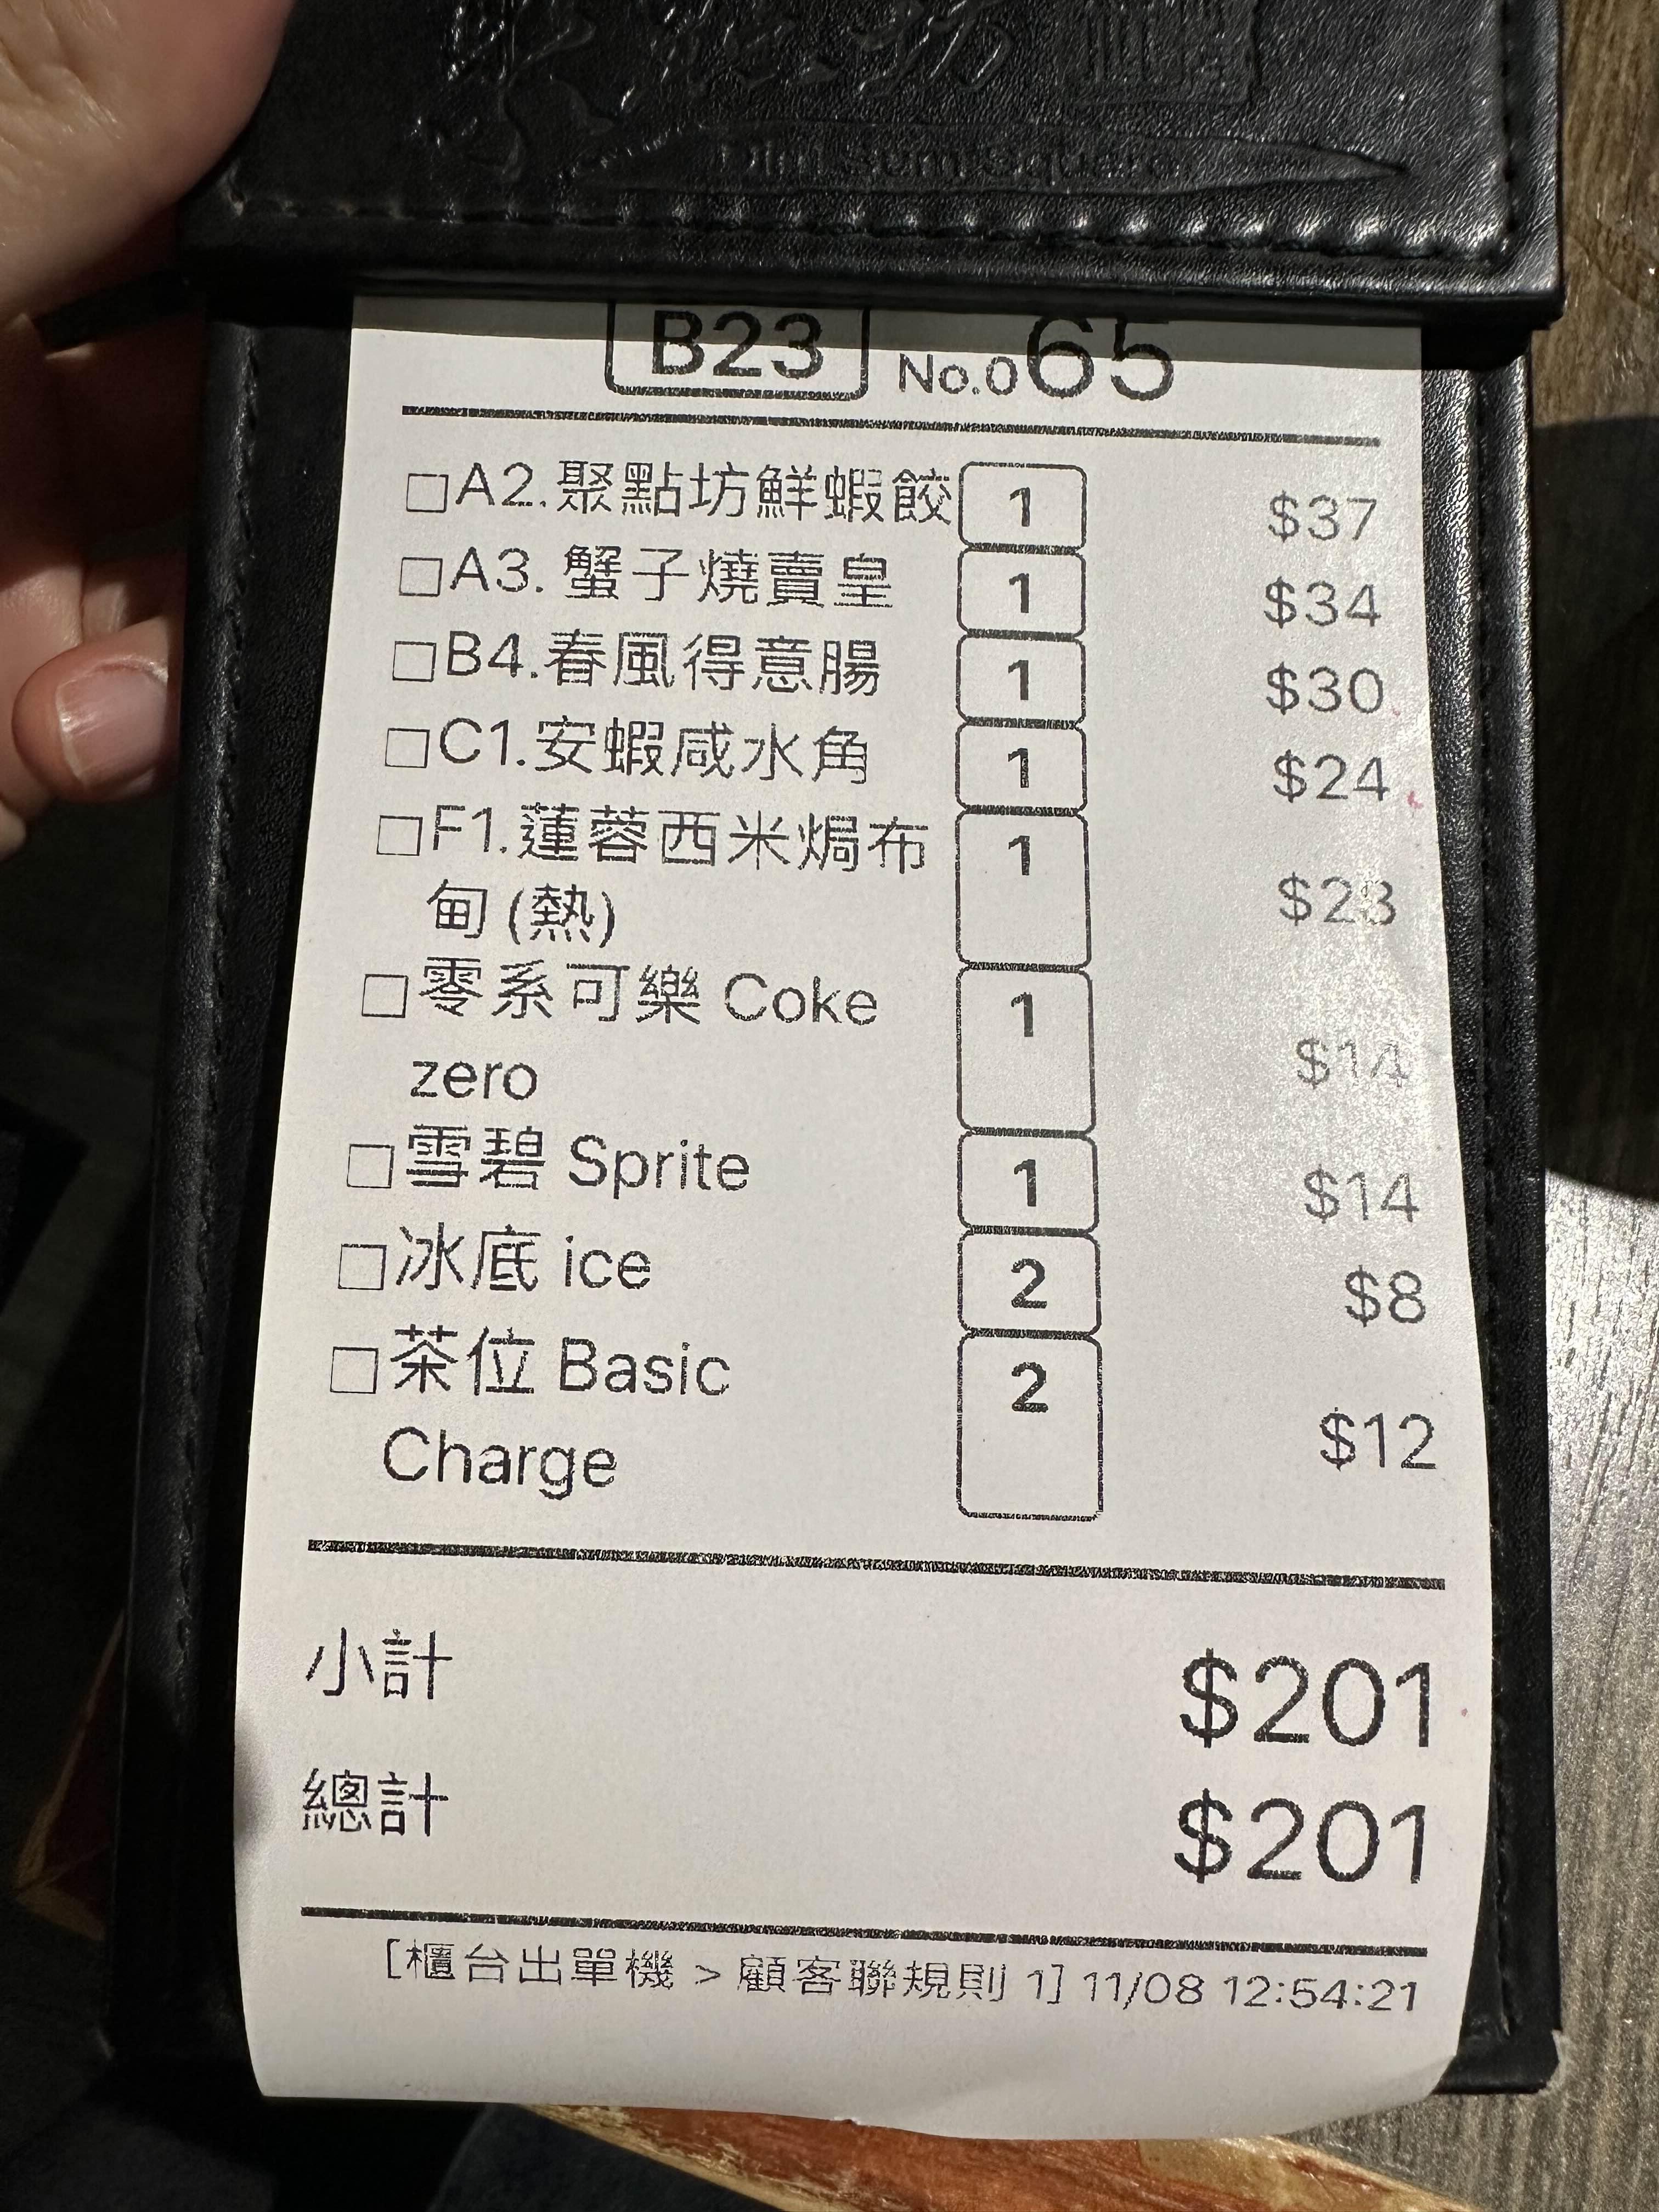 Dim Sum Square
B23 No.065
□A2.聚點坊鮮蝦餃 1 $37
□A3. 蟹子燒賣皇 1 $34
□B4.春風得意腸 1 $30
□C1.安蝦咸水角 1 $24
□F1.蓮蓉西米焗布 1 $28
甸 (熱)
□零系可樂 Coke 1 $14
zero
□雪碧 Sprite 1 $14
□冰底 ice 2 $8
□茶位 Basic 2 $12
Charge
小計 $201
總計 $201
[櫃台出單機 > 顧客聯規則 1] 11/08 12:54:21